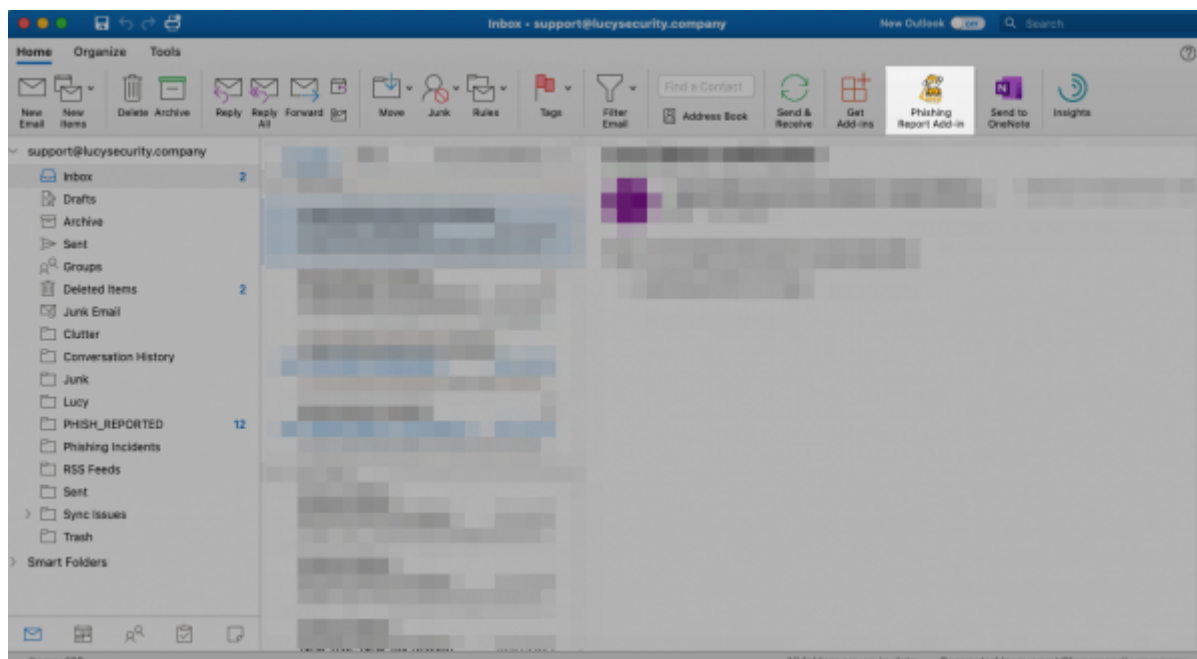 Inbox • support@lucysecurity.company
New Outlook
Search
Home Organize Tools
New Email
New Items
Delete
Archive
Reply
Reply All
Forward
Move
Junk
Rules
Tags
Filter Email
Find a Contact
Address Book
Send & Receive
Get Add-ins
Phishing Report Add-in
Send to OneNote
Insights
support@lucysecurity.company
Inbox 2
Drafts
Archive
Sent
Groups
Deleted Items 2
Junk Email
Clutter
Conversation History
Junk
Lucy
PHISH_REPORTED 12
Phishing Incidents
RSS Feeds
Sent
Sync Issues
Trash
Smart Folders